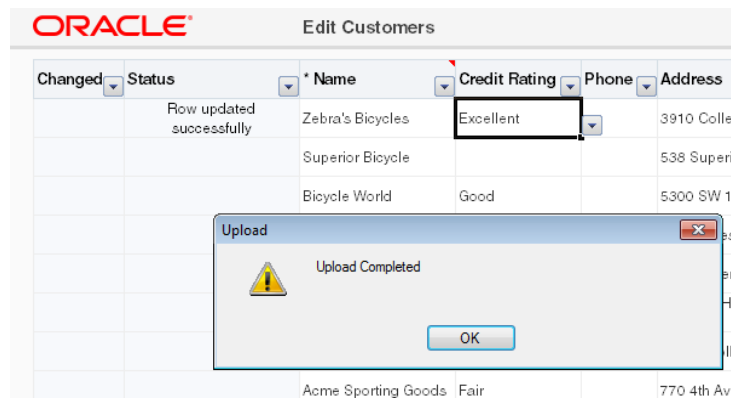 ORACLE® Edit Customers
Changed Status * Name Credit Rating Phone Address
Row updated
successfully
Zebra's Bicycles Excellent 3910 Colle
Superior Bicycle 538 Superi
Bicycle World Good 5300 SW 1
Upload
Upload Completed
OK
Acme Sporting Goods Fair 770 4th Av